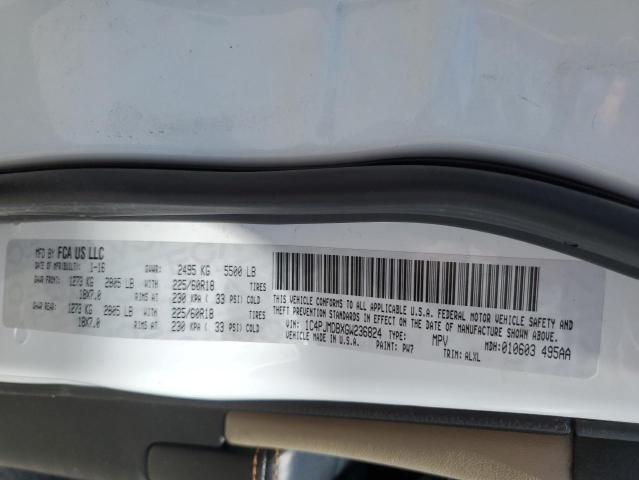 MFD BY FCA US LLC
DATE OF MFR(BUILT): 1-16 GVWR: 2495 KG 5500 LB
GAWR FRONT: 1273 KG 2805 LB WITH 225/60R18 TIRES
18X7.0 RIMS AT 230 KPA ( 33 PSI) COLD
GAWR REAR: 1273 KG 2805 LB WITH 225/60R18 TIRES
18X7.0 RIMS AT 230 KPA ( 33 PSI) COLD
THIS VEHICLE CONFORMS TO ALL APPLICABLE U.S.A. FEDERAL MOTOR VEHICLE SAFETY AND
THEFT PREVENTION STANDARDS IN EFFECT ON THE DATE OF MANUFACTURE SHOWN ABOVE.
VIN: 1C4PJMDBXGW236824 TYPE: MPV MDH: 010603 495AA
VEHICLE MADE IN U.S.A. PAINT: PW7 TRIM: ALXL